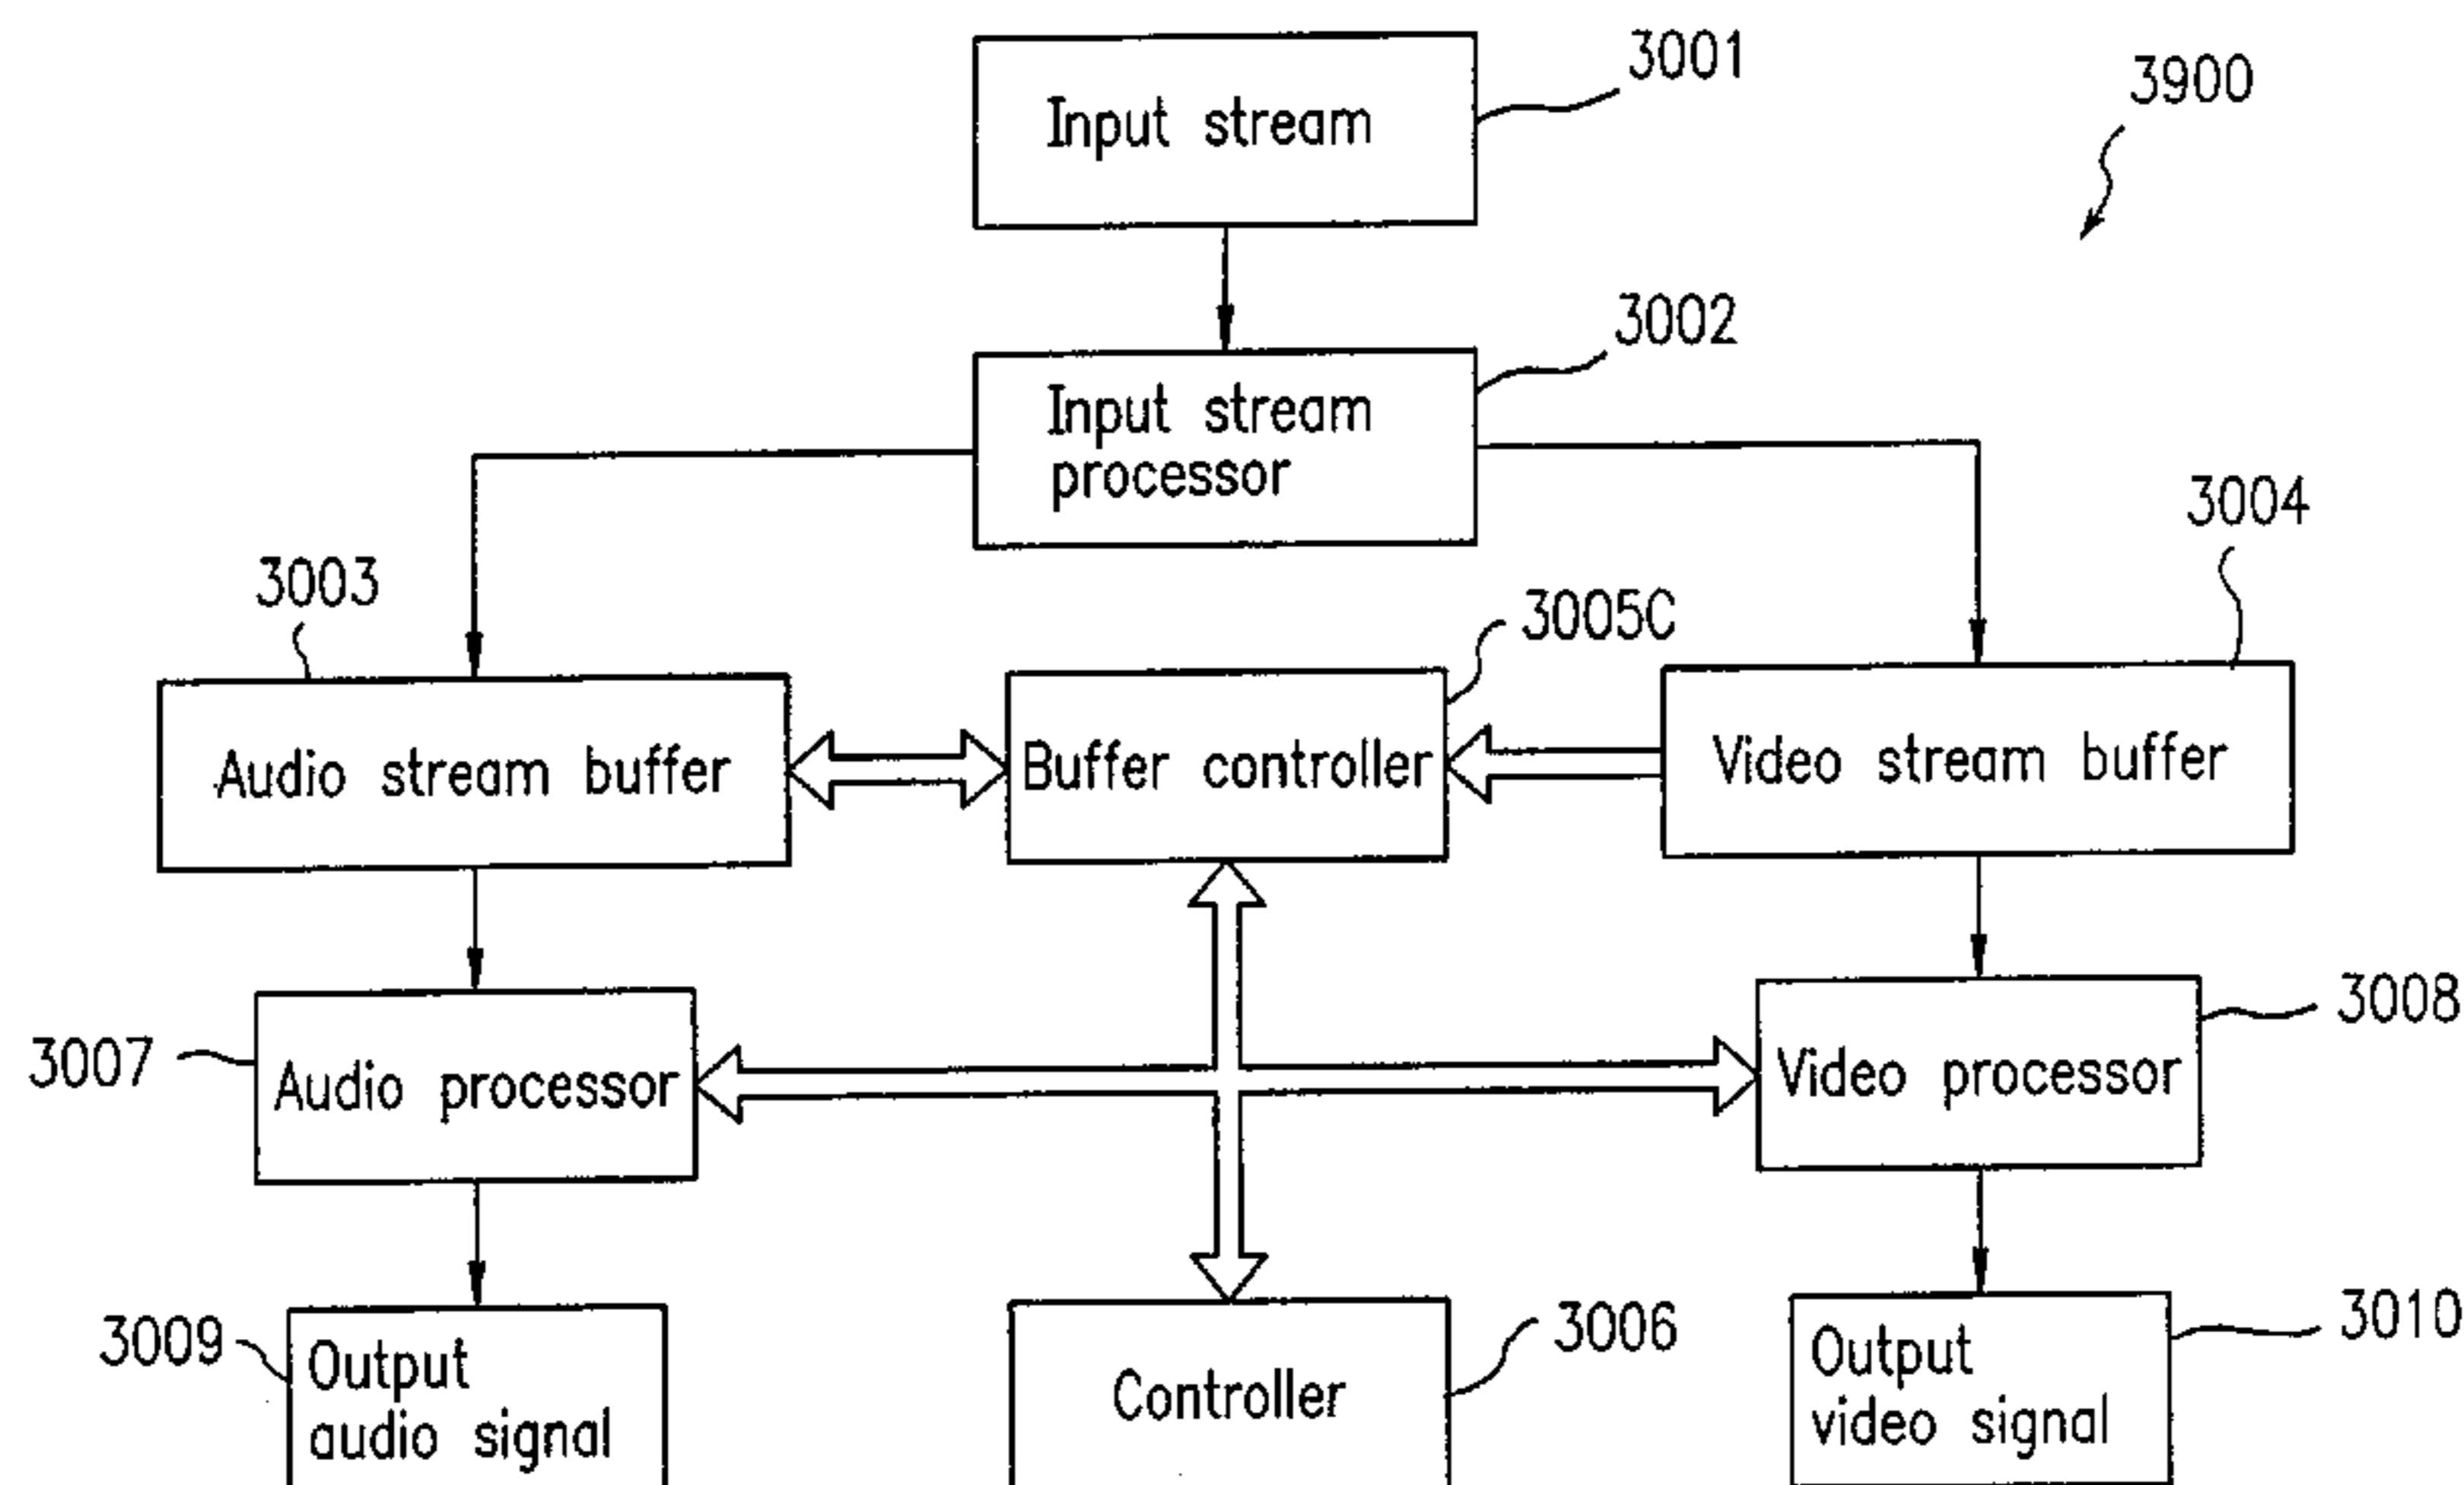 3001
3900
Input stream
3002
Input stream
processor
3004
3003
3005C
Audio stream buffer
Buffer controller
Video stream buffer
3008
3007
Audio processor
Video processor
3009
Output
audio signal
3006
Controller
3010
Output
video signal